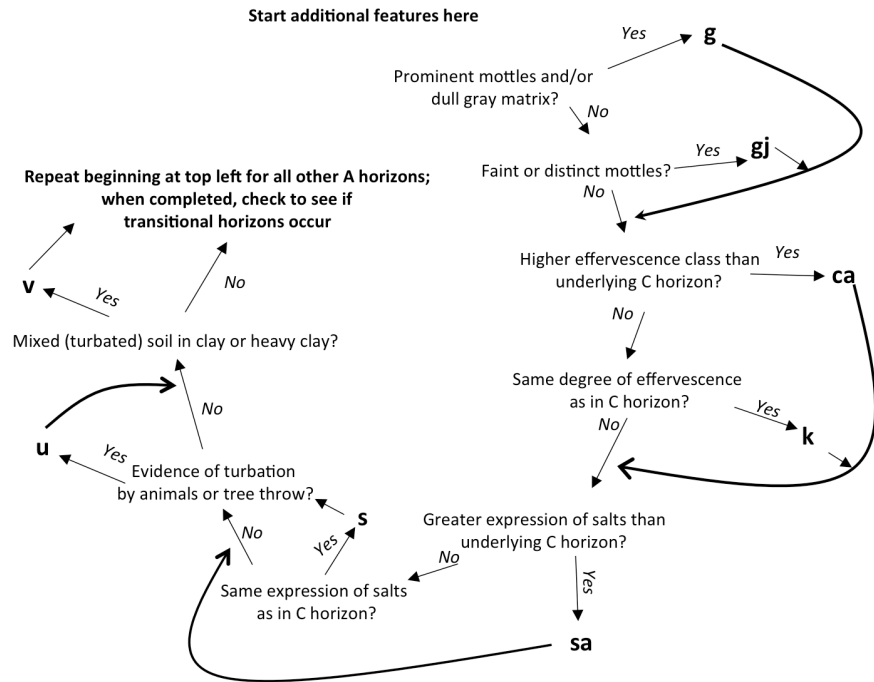 Start additional features here
Yes
g
Prominent mottles and/or
dull gray matrix?
No
Faint or distinct mottles?
Yes
gj
No
Higher effervescence class than
underlying C horizon?
Yes
ca
No
Same degree of effervescence
as in C horizon?
Yes
k
No
Greater expression of salts than
underlying C horizon?
Yes
sa
No
Same expression of salts
as in C horizon?
Yes
s
No
Evidence of turbation
by animals or tree throw?
Yes
u
No
Mixed (turbated) soil in clay or heavy clay?
Yes
v
No
Repeat beginning at top left for all other A horizons;
when completed, check to see if
transitional horizons occur